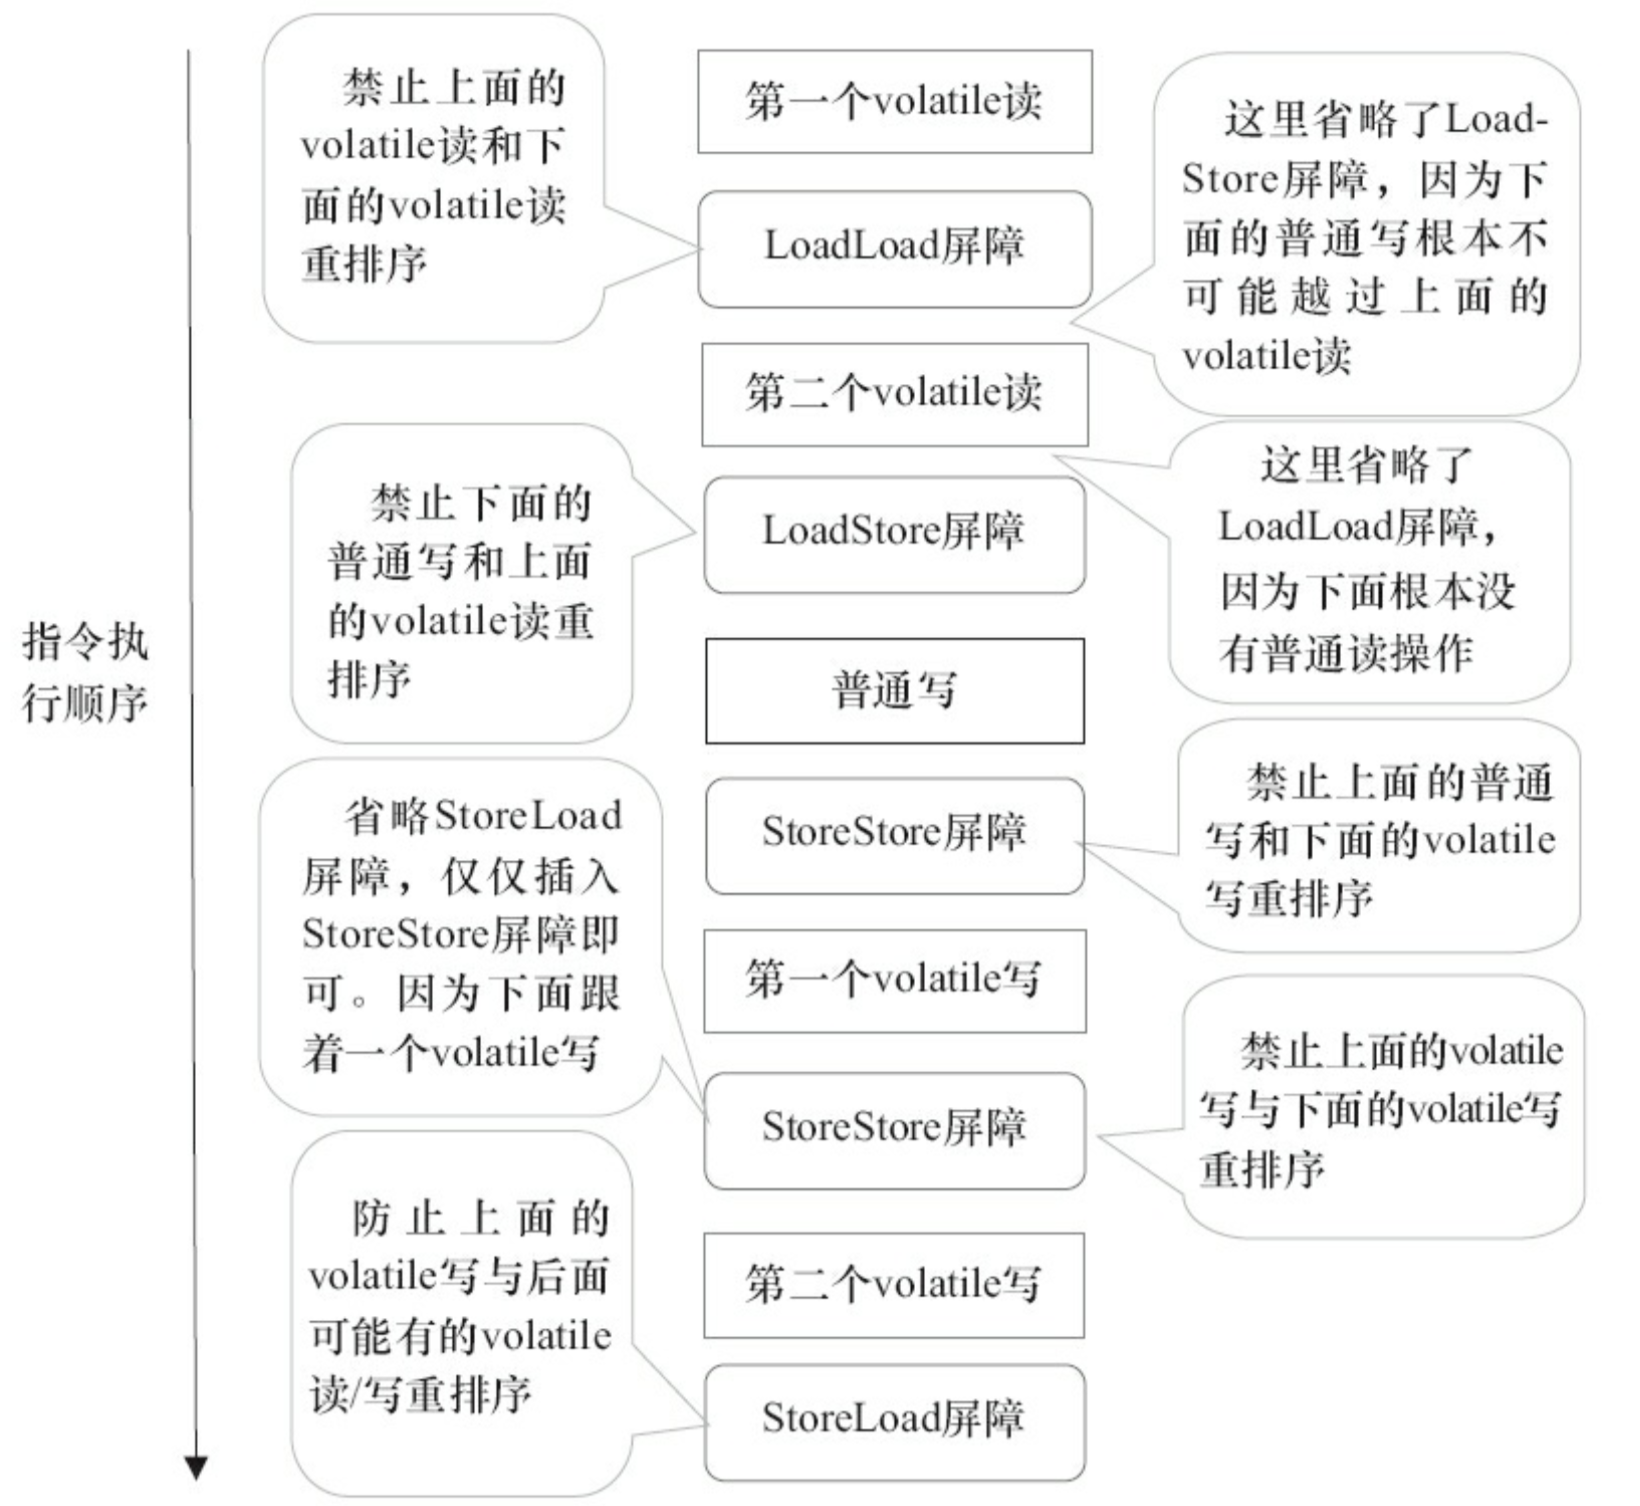 禁止上面的
volatile读和下
面的volatile读
重排序
第一个volatile读
这里省略了Load-
Store屏障，因为下
面的普通写根本不
可能越过上面的
volatile读
LoadLoad屏障
第二个volatile读
这里省略了
LoadLoad屏障，
因为下面根本没
有普通读操作
禁止下面的
普通写和上面
的volatile读重
排序
LoadStore屏障
指令执
行顺序
普通写
省略StoreLoad
屏障，仅仅插入
StoreStore屏障即
可。因为下面跟
着一个volatile写
StoreStore屏障
禁止上面的普通
写和下面的volatile
写重排序
第一个volatile写
StoreStore屏障
禁止上面的volatile
写与下面的volatile写
重排序
防止上面的
volatile写与后面
可能有的volatile
读/写重排序
第二个volatile写
StoreLoad屏障